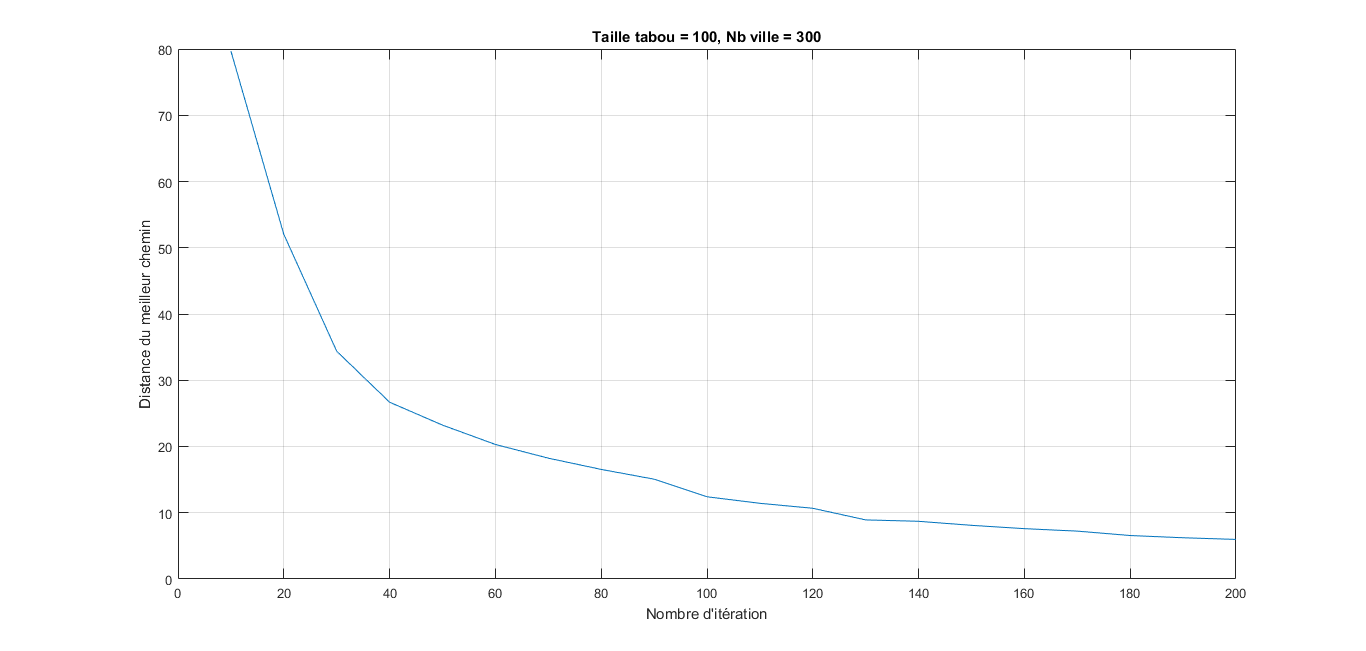 Taille tabou = 100, Nb ville = 300
80
70
60
50
40
30
20
10
0
Distance du meilleur chemin
0 20 40 60 80 100 120 140 160 180 200
Nombre d'itération